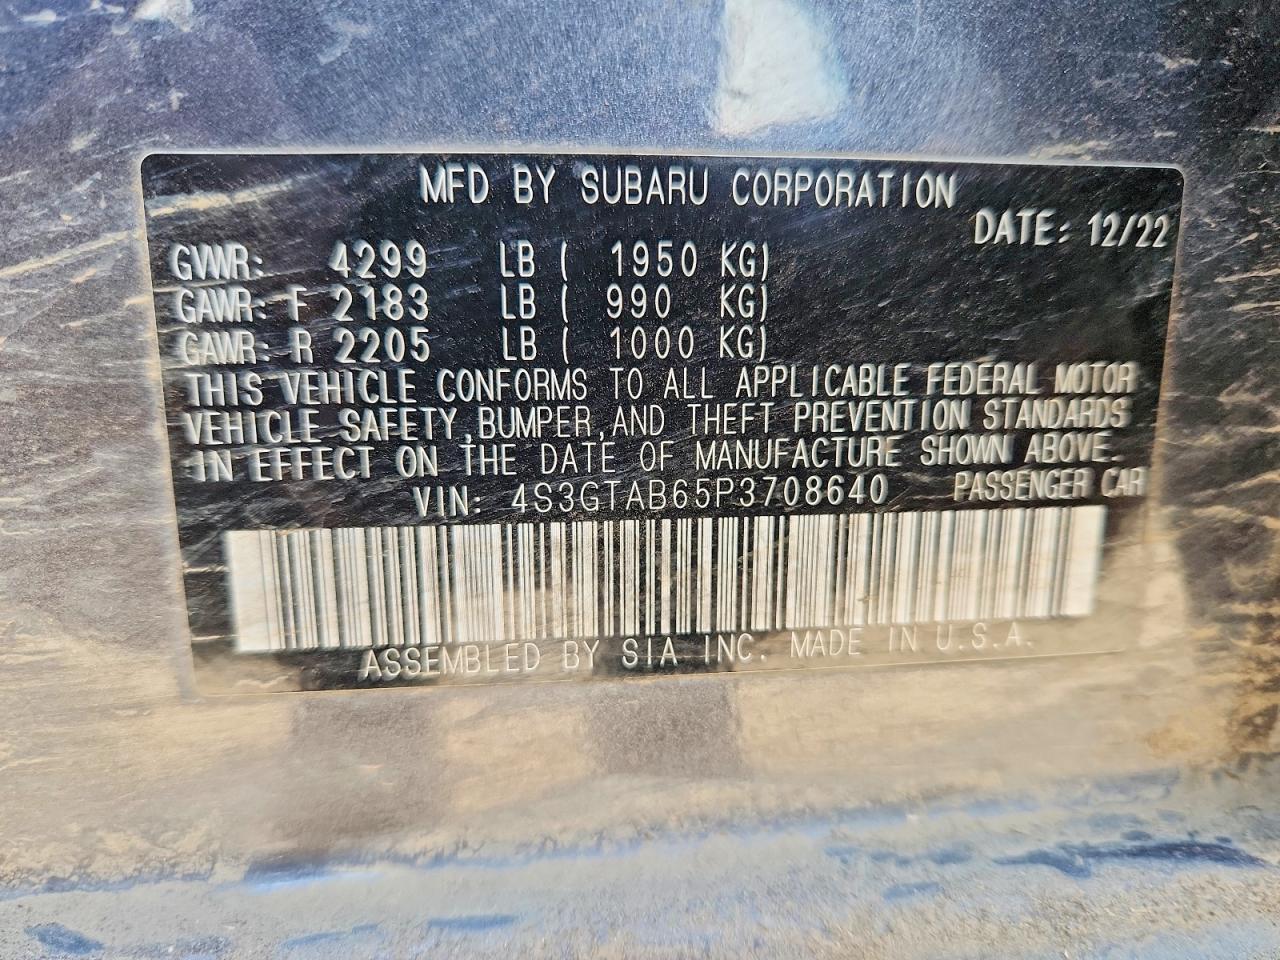 MFD BY SUBARU CORPORATION
DATE: 12/22
GVWR: 4299 LB ( 1950 KG)
GAWR: F 2183 LB ( 990 KG)
GAWR: R 2205 LB ( 1000 KG)
THIS VEHICLE CONFORMS TO ALL APPLICABLE FEDERAL MOTOR
VEHICLE SAFETY, BUMPER, AND THEFT PREVENTION STANDARDS
IN EFFECT ON THE DATE OF MANUFACTURE SHOWN ABOVE.
VIN: 4S3GTAB65P3708640 PASSENGER CAR
ASSEMBLED BY SIA INC. MADE IN U.S.A.